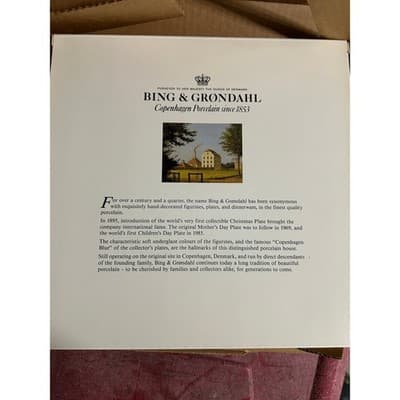 PURVEYOR TO HER MAJESTY THE QUEEN OF DENMARK
BING & GRØNDAHL
Copenhagen Porcelain since 1853
For over a century and a quarter, the name Bing & Grøndahl has been synonymous
with exquisitely hand-decorated figurines, plates, and dinnerware, in the finest quality
porcelain.
In 1895, introduction of the world's very first collectible Christmas Plate brought the
company international fame. The original Mother's Day Plate was to follow in 1969, and
the world's first Children's Day Plate in 1985.
The characteristic soft underglaze colours of the figurines, and the famous "Copenhagen
Blue" of the collector's plates, are the hallmarks of this distinguished porcelain house.
Still operating on the original site in Copenhagen, Denmark, and run by direct descendants
of the founding family, Bing & Grøndahl continues today a long tradition of beautiful
porcelain - to be cherished by families and collectors alike, for generations to come.